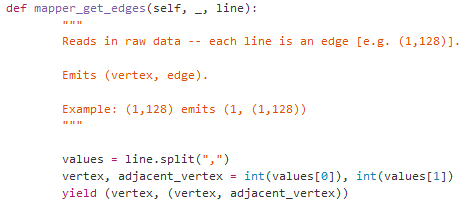 def mapper_get_edges(self, _, line):
"""
Reads in raw data -- each line is an edge [e.g. (1,128)].
Emits (vertex, edge).
Example: (1,128) emits (1, (1,128))
"""
values = line.split(",")
vertex, adjacent_vertex = int(values[0]), int(values[1])
yield (vertex, (vertex, adjacent_vertex))